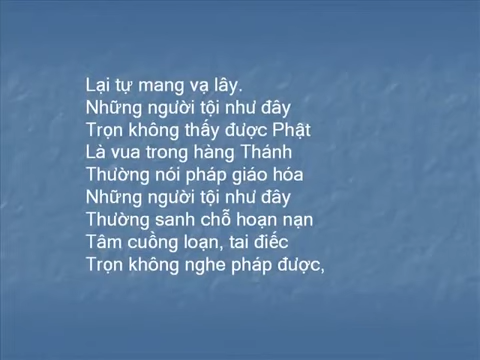 Lại tự mang vạ lây.
Những người tội như đây
Trọn không thấy được Phật
Là vua trong hàng Thánh
Thường nói pháp giáo hóa
Những người tội như đây
Thường sanh chỗ hoạn nạn
Tâm cuồng loạn, tai điếc
Trọn không nghe pháp được,